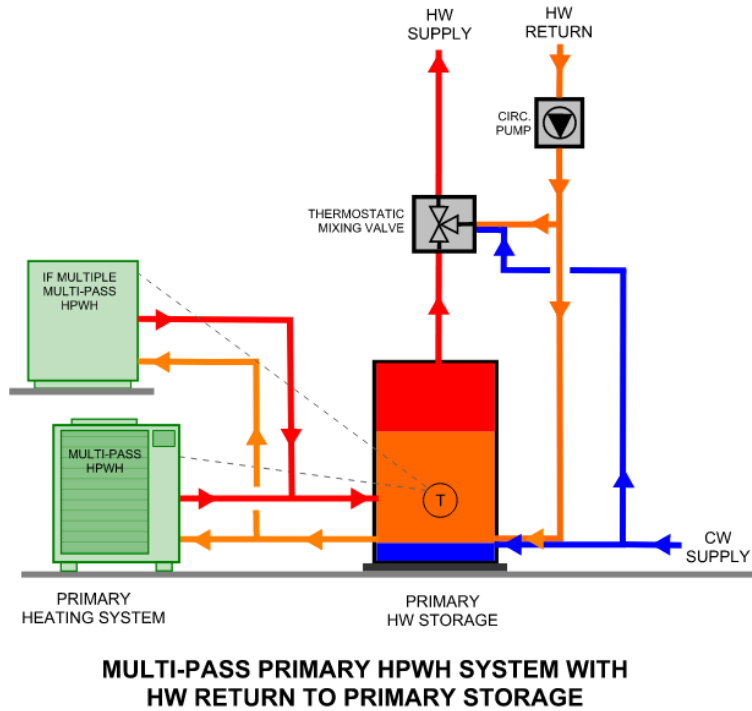 HW
SUPPLY
HW
RETURN
CIRC.
PUMP
THERMOSTATIC
MIXING VALVE
IF MULTIPLE
MULTI-PASS
HPWH
MULTI-PASS
HPWH
T
CW
SUPPLY
PRIMARY
HEATING SYSTEM
PRIMARY
HW STORAGE
MULTI-PASS PRIMARY HPWH SYSTEM WITH
HW RETURN TO PRIMARY STORAGE